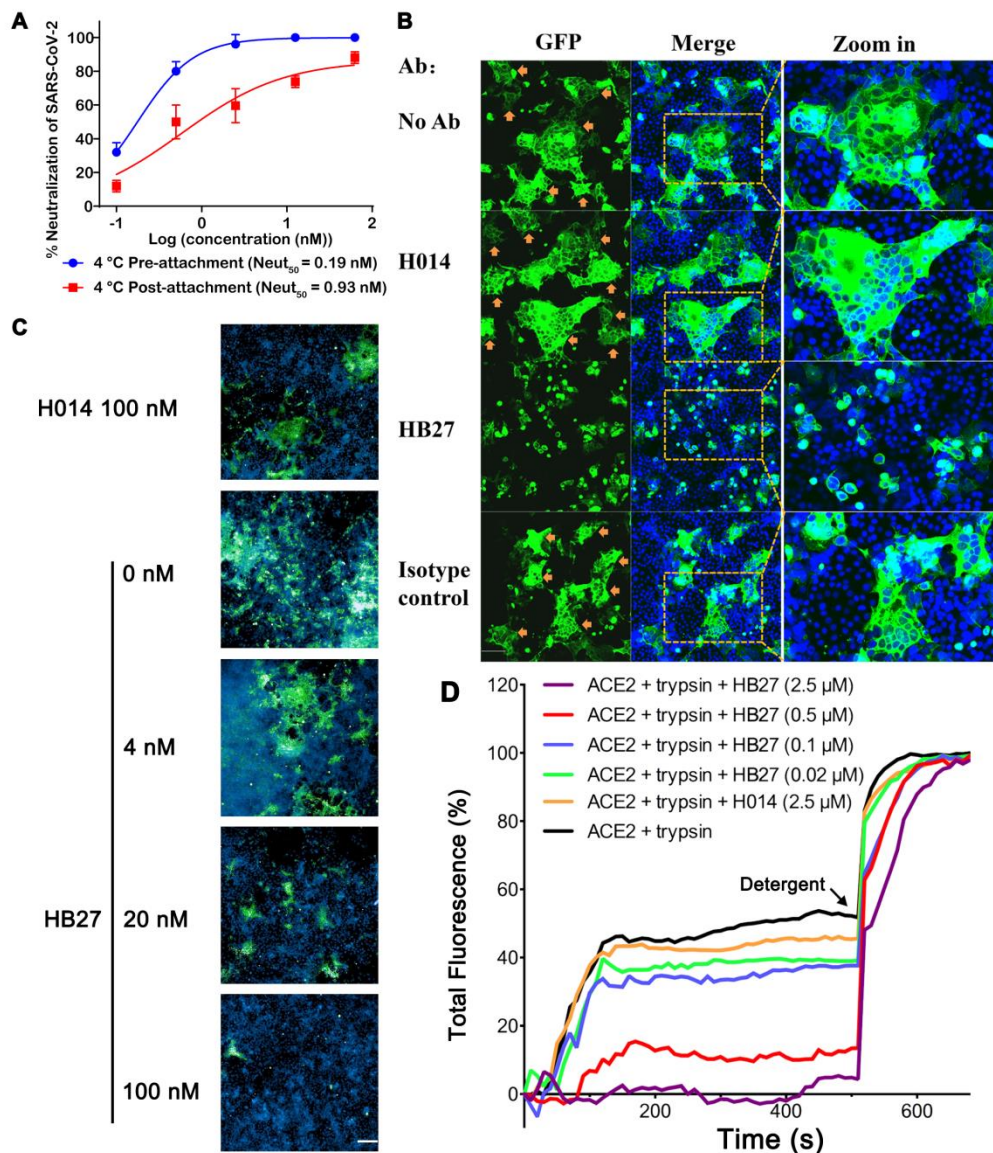 A
% Neutralization of SARS-CoV-2
100
80
60
40
20
0
-1 0 1 2
Log (concentration (nM))
4 °C Pre-attachment (Neut50 = 0.19 nM)
4 °C Post-attachment (Neut50 = 0.93 nM)
B
GFP Merge Zoom in
Ab:
No Ab
H014
HB27
Isotype
control
C
H014 100 nM
0 nM
4 nM
HB27 20 nM
100 nM
D
Total Fluorescence (%)
120
100
80
60
40
20
0
ACE2 + trypsin + HB27 (2.5 µM)
ACE2 + trypsin + HB27 (0.5 µM)
ACE2 + trypsin + HB27 (0.1 µM)
ACE2 + trypsin + HB27 (0.02 µM)
ACE2 + trypsin + H014 (2.5 µM)
ACE2 + trypsin
Detergent
200 400 600
Time (s)